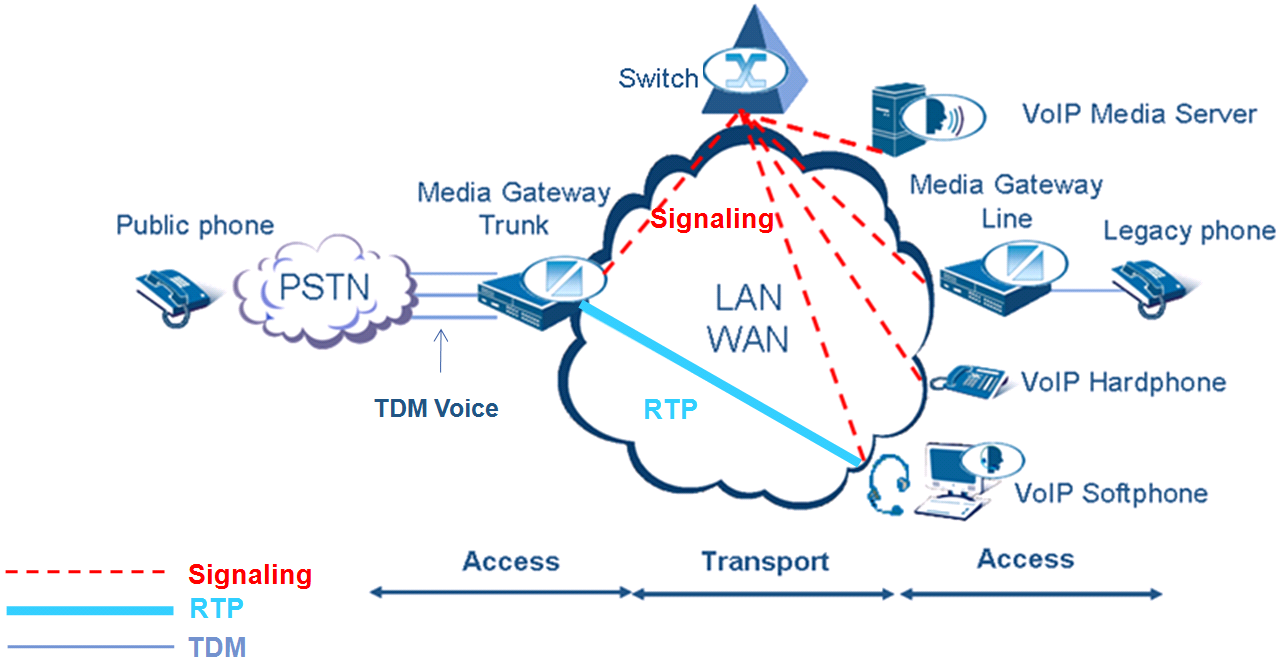 Switch
VoIP Media Server
Media Gateway
Trunk
Media Gateway
Line
Public phone
Signaling
Legacy phone
PSTN
LAN
WAN
TDM Voice
RTP
VoIP Hardphone
VoIP Softphone
Access
Transport
Access
Signaling
RTP
TDM